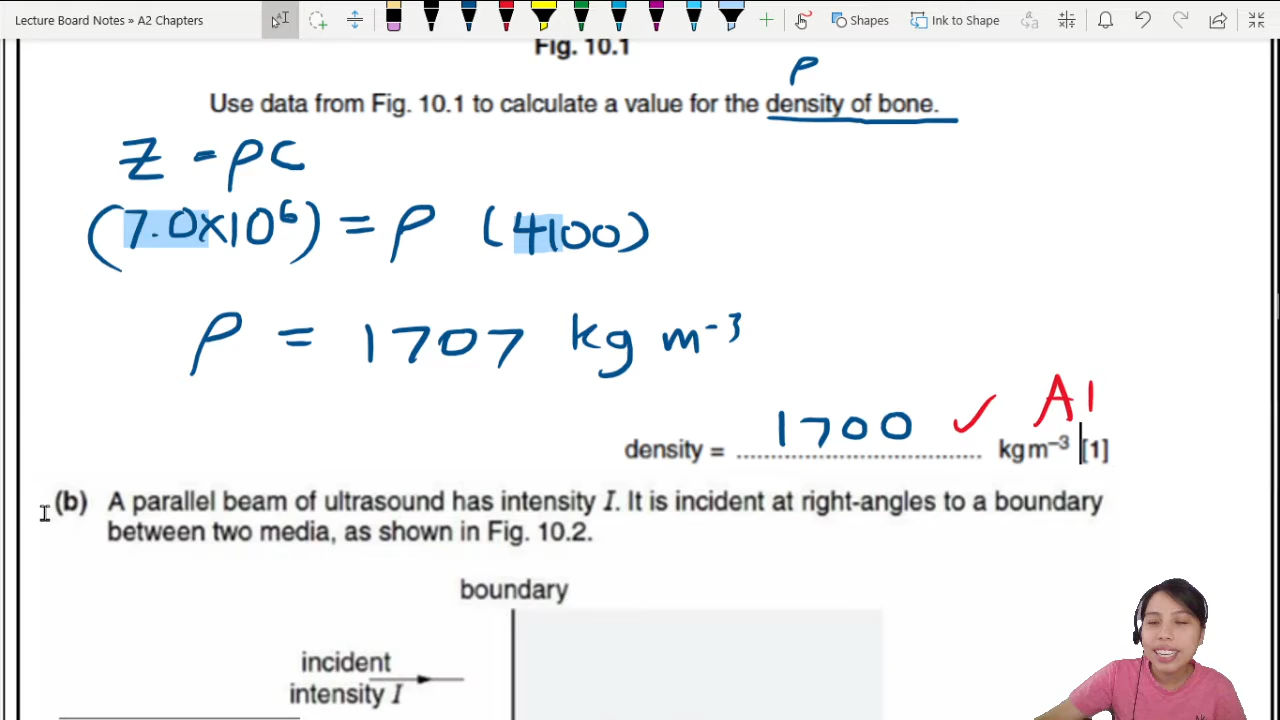 Lecture Board Notes » A2 Chapters
Shapes
Ink to Shape
Fig. 10.1
ρ
Use data from Fig. 10.1 to calculate a value for the density of bone.
Z = ρc
(7.0×10⁶) = ρ (4100)
ρ = 1707 kg m⁻³
1700 ✓ A1
density = ........................................ kg m⁻³ [1]
(b) A parallel beam of ultrasound has intensity I. It is incident at right-angles to a boundary
between two media, as shown in Fig. 10.2.
boundary
incident
intensity I